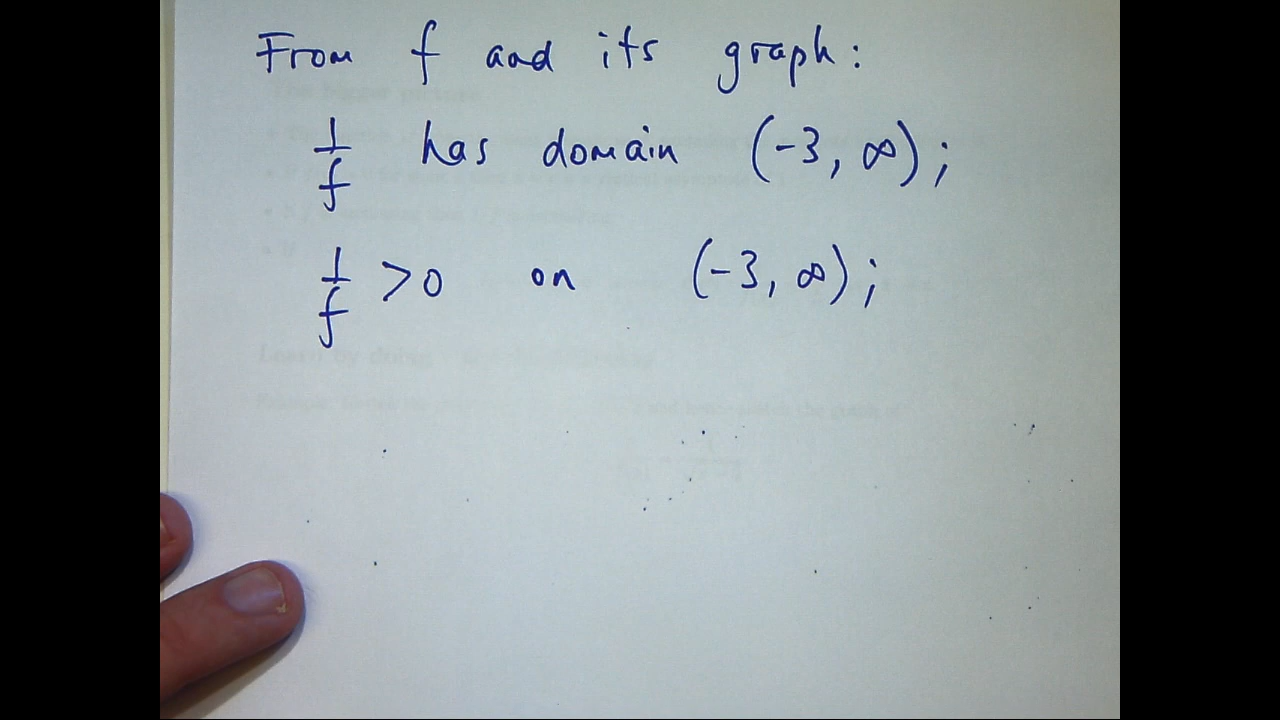 From f and its graph:
1/f has domain (-3, ∞);
1/f >0 on (-3, ∞);